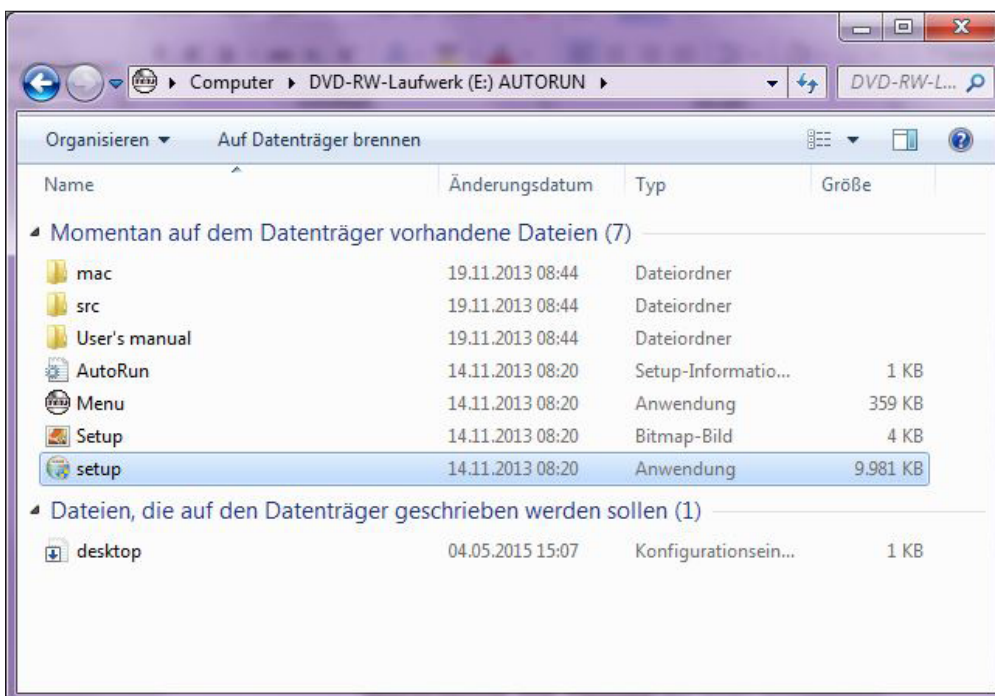 Computer DVD-RW-Laufwerk (E:) AUTORUN DVD-RW-L...
Organisieren Auf Datenträger brennen
Name Änderungsdatum Typ Größe
Momentan auf dem Datenträger vorhandene Dateien (7)
mac 19.11.2013 08:44 Dateiordner
src 19.11.2013 08:44 Dateiordner
User's manual 19.11.2013 08:44 Dateiordner
AutoRun 14.11.2013 08:20 Setup-Informatio... 1 KB
Menu 14.11.2013 08:20 Anwendung 359 KB
Setup 14.11.2013 08:20 Bitmap-Bild 4 KB
setup 14.11.2013 08:20 Anwendung 9.981 KB
Dateien, die auf den Datenträger geschrieben werden sollen (1)
desktop 04.05.2015 15:07 Konfigurationsein... 1 KB